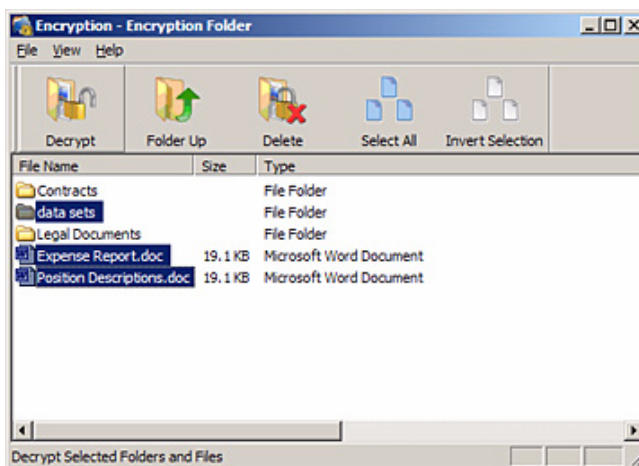 Encryption - Encryption Folder
File View Help
Decrypt Folder Up Delete Select All Invert Selection
File Name Size Type
Contracts File Folder
data sets File Folder
Legal Documents File Folder
Expense Report.doc 19.1 KB Microsoft Word Document
Position Descriptions.doc 19.1 KB Microsoft Word Document
Decrypt Selected Folders and Files